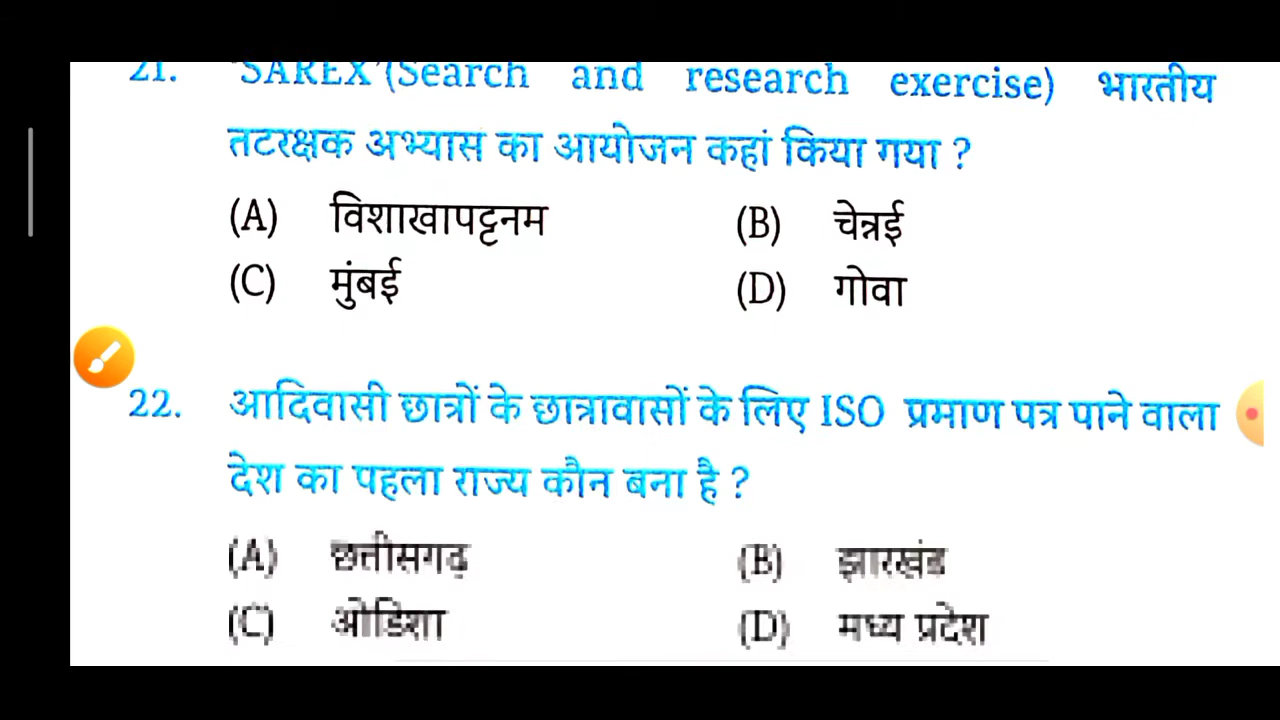 21. 'SAREX'(Search and research exercise) भारतीय
तटरक्षक अभ्यास का आयोजन कहां किया गया ?
(A) विशाखापट्टनम (B) चेन्नई
(C) मुंबई (D) गोवा
22. आदिवासी छात्रों के छात्रावासों के लिए ISO प्रमाण पत्र पाने वाला
देश का पहला राज्य कौन बना है ?
(A) छत्तीसगढ़ (B) झारखंड
(C) ओडिशा (D) मध्य प्रदेश